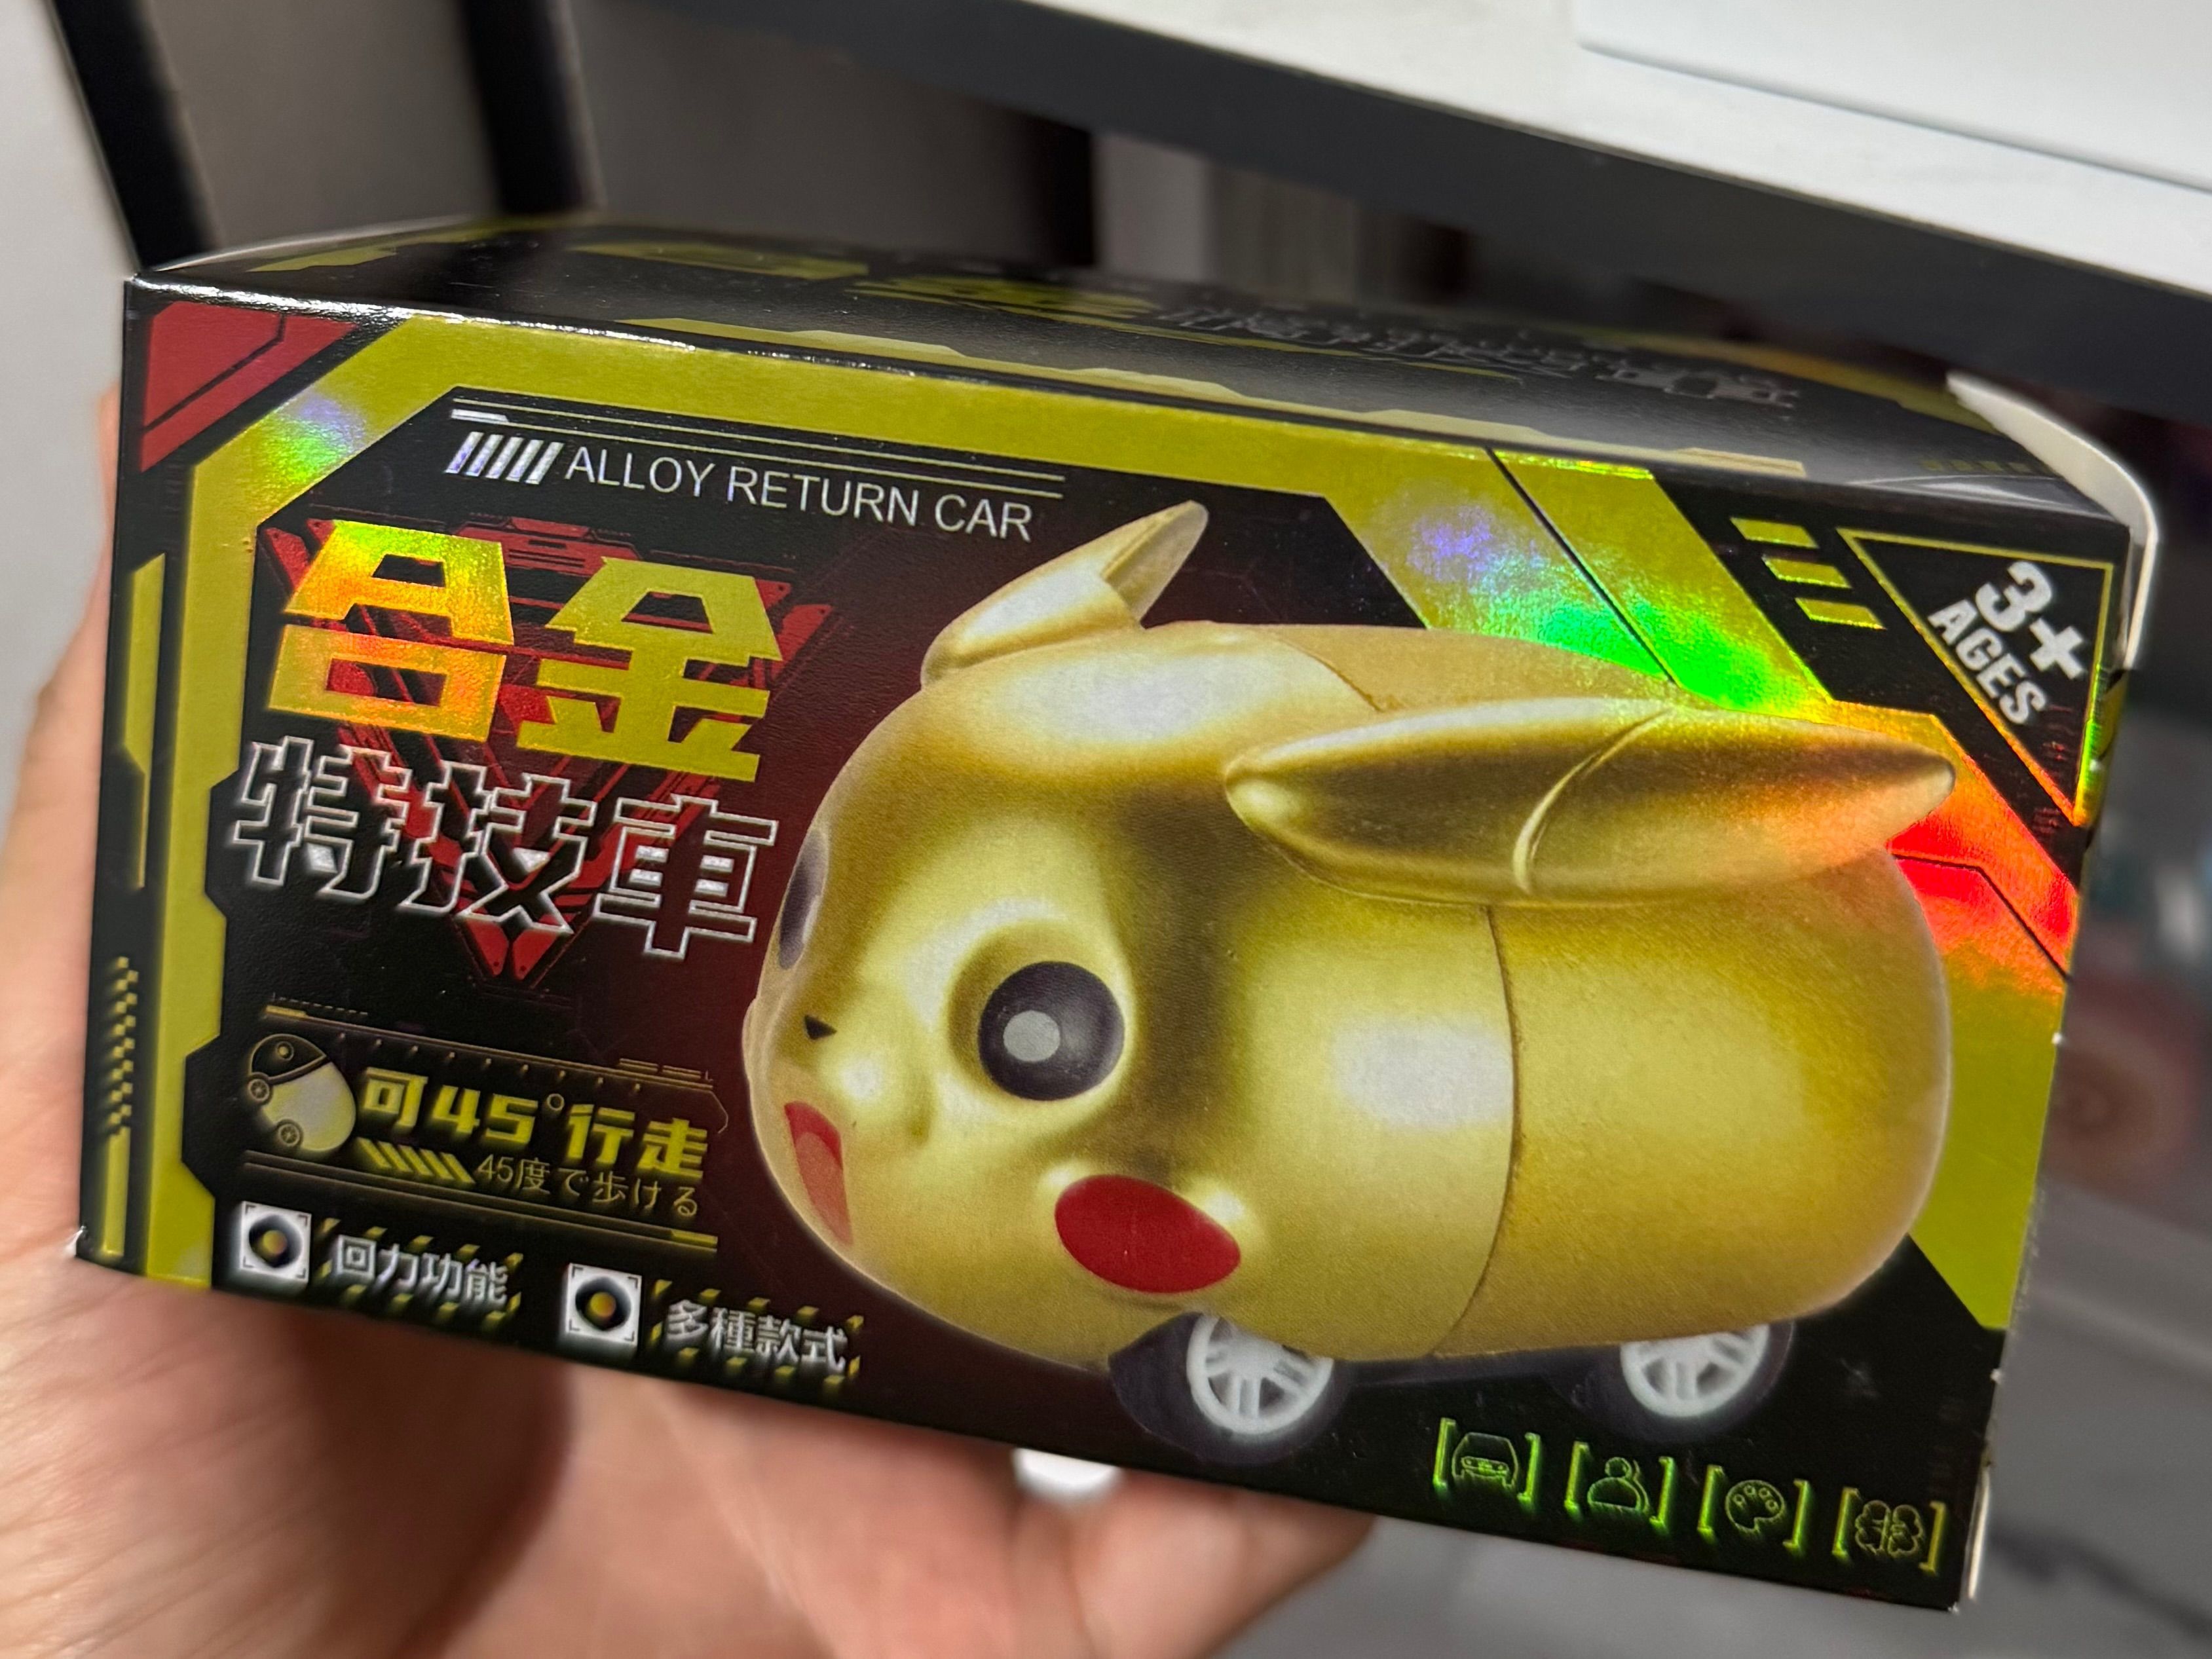 ALLOY RETURN CAR
合金
特技車
3+
AGES
可45°行走
45度で歩ける
回力功能
多種款式